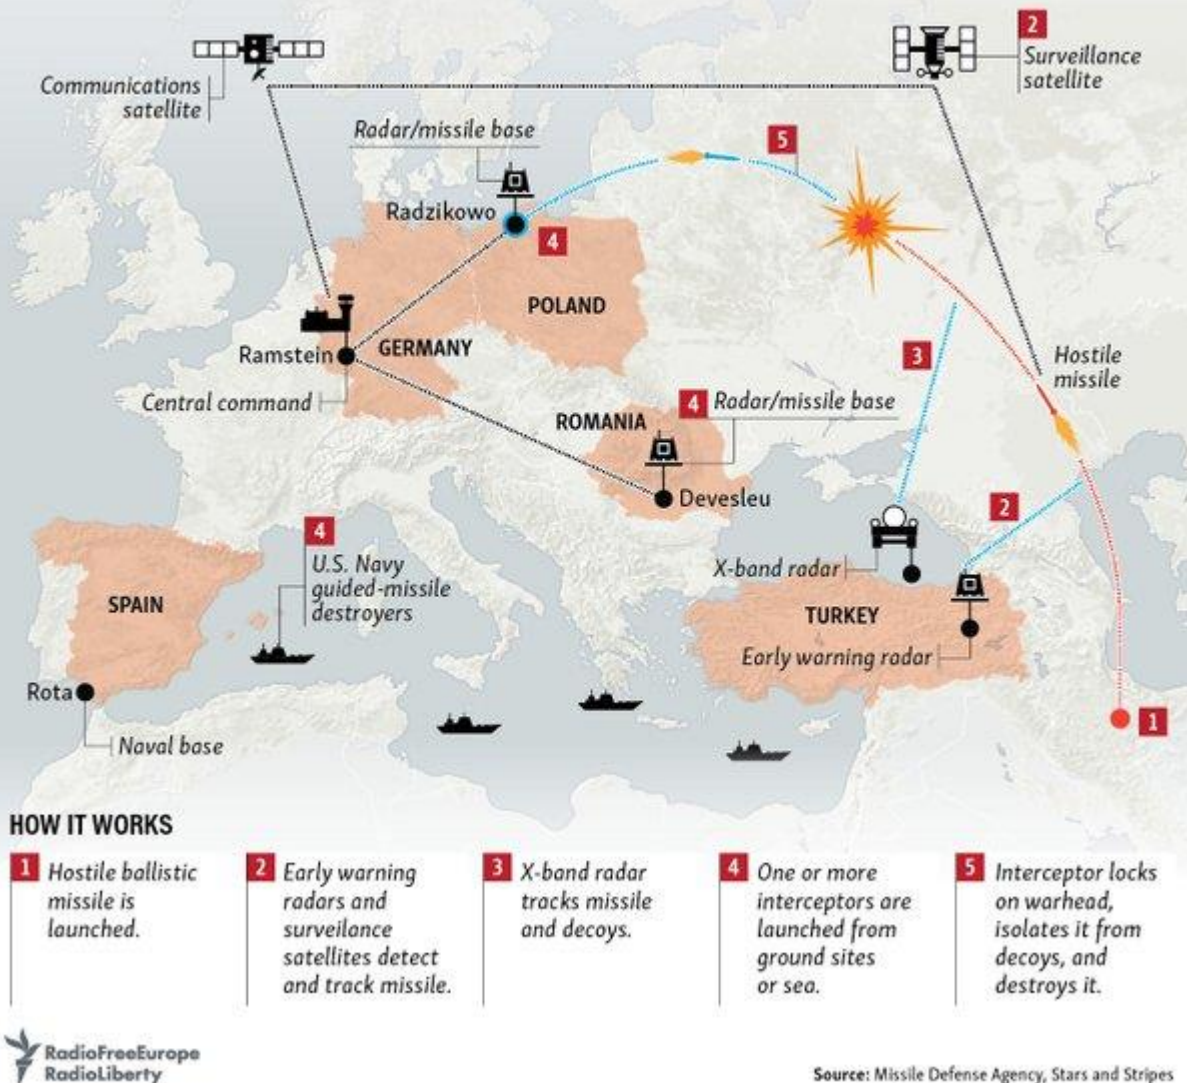 2
Communications
satellite
Surveillance
satellite
Radar/missile base
5
Radzikowo
4
POLAND
Ramstein
GERMANY
3
Hostile
missile
Central command
ROMANIA
4 Radar/missile base
Devesleu
2
4
U.S. Navy
guided-missile
destroyers
X-band radar
SPAIN
TURKEY
Early warning radar
Rota
1
Naval base
HOW IT WORKS
1 Hostile ballistic
missile is
launched.
2 Early warning
radars and
surveilance
satellites detect
and track missile.
3 X-band radar
tracks missile
and decoys.
4 One or more
interceptors are
launched from
ground sites
or sea.
5 Interceptor locks
on warhead,
isolates it from
decoys, and
destroys it.
RadioFreeEurope
RadioLiberty
Source: Missile Defense Agency, Stars and Stripes